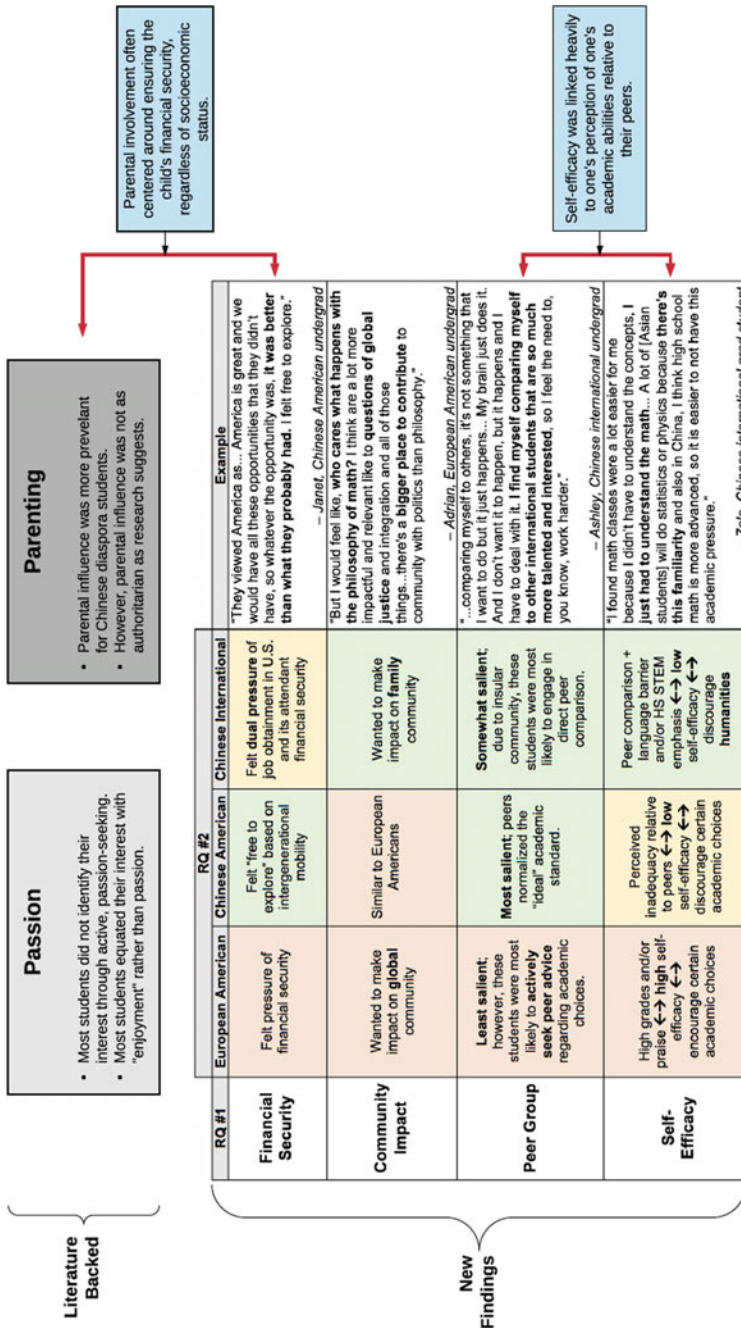 Literature
Backed
Passion
• Most students did not identify their
interest through active, passion-seeking.
• Most students equated their interest with
"enjoyment" rather than passion.
Parenting
• Parental influence was more prevelant
for Chinese diaspora students.
• However, parental influence was not as
authoritarian as research suggests.
Parental involvement often
centered around ensuring the
child's financial security,
regardless of socioeconomic
status.
New
Findings
RQ #2
RQ #1
European American
Chinese American
Chinese International
Example
Financial
Security
Felt pressure of
financial security
Felt "free to
explore" based on
intergenerational
mobility
Felt dual pressure of
job obtainment in U.S.
and its attendant
financial security
"They viewed America as... America is great and we
would have all these opportunities that they didn't
have, so whatever the opportunity was, it was better
than what they probably had. I felt free to explore."
– Janet, Chinese American undergrad
Community
Impact
Wanted to make
impact on global
community
Similar to European
Americans
Wanted to make
impact on family
community
"But I would feel like, who cares what happens with
the philosophy of math? I think are a lot more
impactful and relevant like to questions of global
justice and integration and all of those
things...there's a bigger place to contribute to
community with politics than philosophy."
– Adrian, European American undergrad
Peer Group
Least salient;
however, these
students were most
likely to actively
seek peer advice
regarding academic
choices.
Most salient; peers
normalized the
"ideal" academic
standard.
Somewhat salient;
due to insular
community, these
students were most
likely to engage in
direct peer
comparison.
"...comparing myself to others, it's not something that
I want to do but it just happens... My brain just does it.
And I don't want it to happen, but it happens and I
have to deal with it. I find myself comparing myself
to other international students that are so much
more talented and interested, so I feel the need to,
you know, work harder."
– Ashley, Chinese international undergrad
Self-
Efficacy
High grades and/or
praise ↔ high self-
efficacy ↔
encourage certain
academic choices
Perceived
inadequacy relative
to peers ↔ low
self-efficacy ↔
discourage certain
academic choices
Peer comparison +
language barrier
and/or HS STEM
emphasis ↔ low
self-efficacy ↔
discourage
humanities
"I found math classes were a lot easier for me
because I didn't have to understand the concepts, I
just had to understand the math... A lot of [Asian
students] will do statistics or physics because there's
this familiarity and also in China, I think high school
math is more advanced, so it is easier to not have this
academic pressure."
Chinese international grad student
Self-efficacy was linked heavily
to one's perception of one's
academic abilities relative to
their peers.